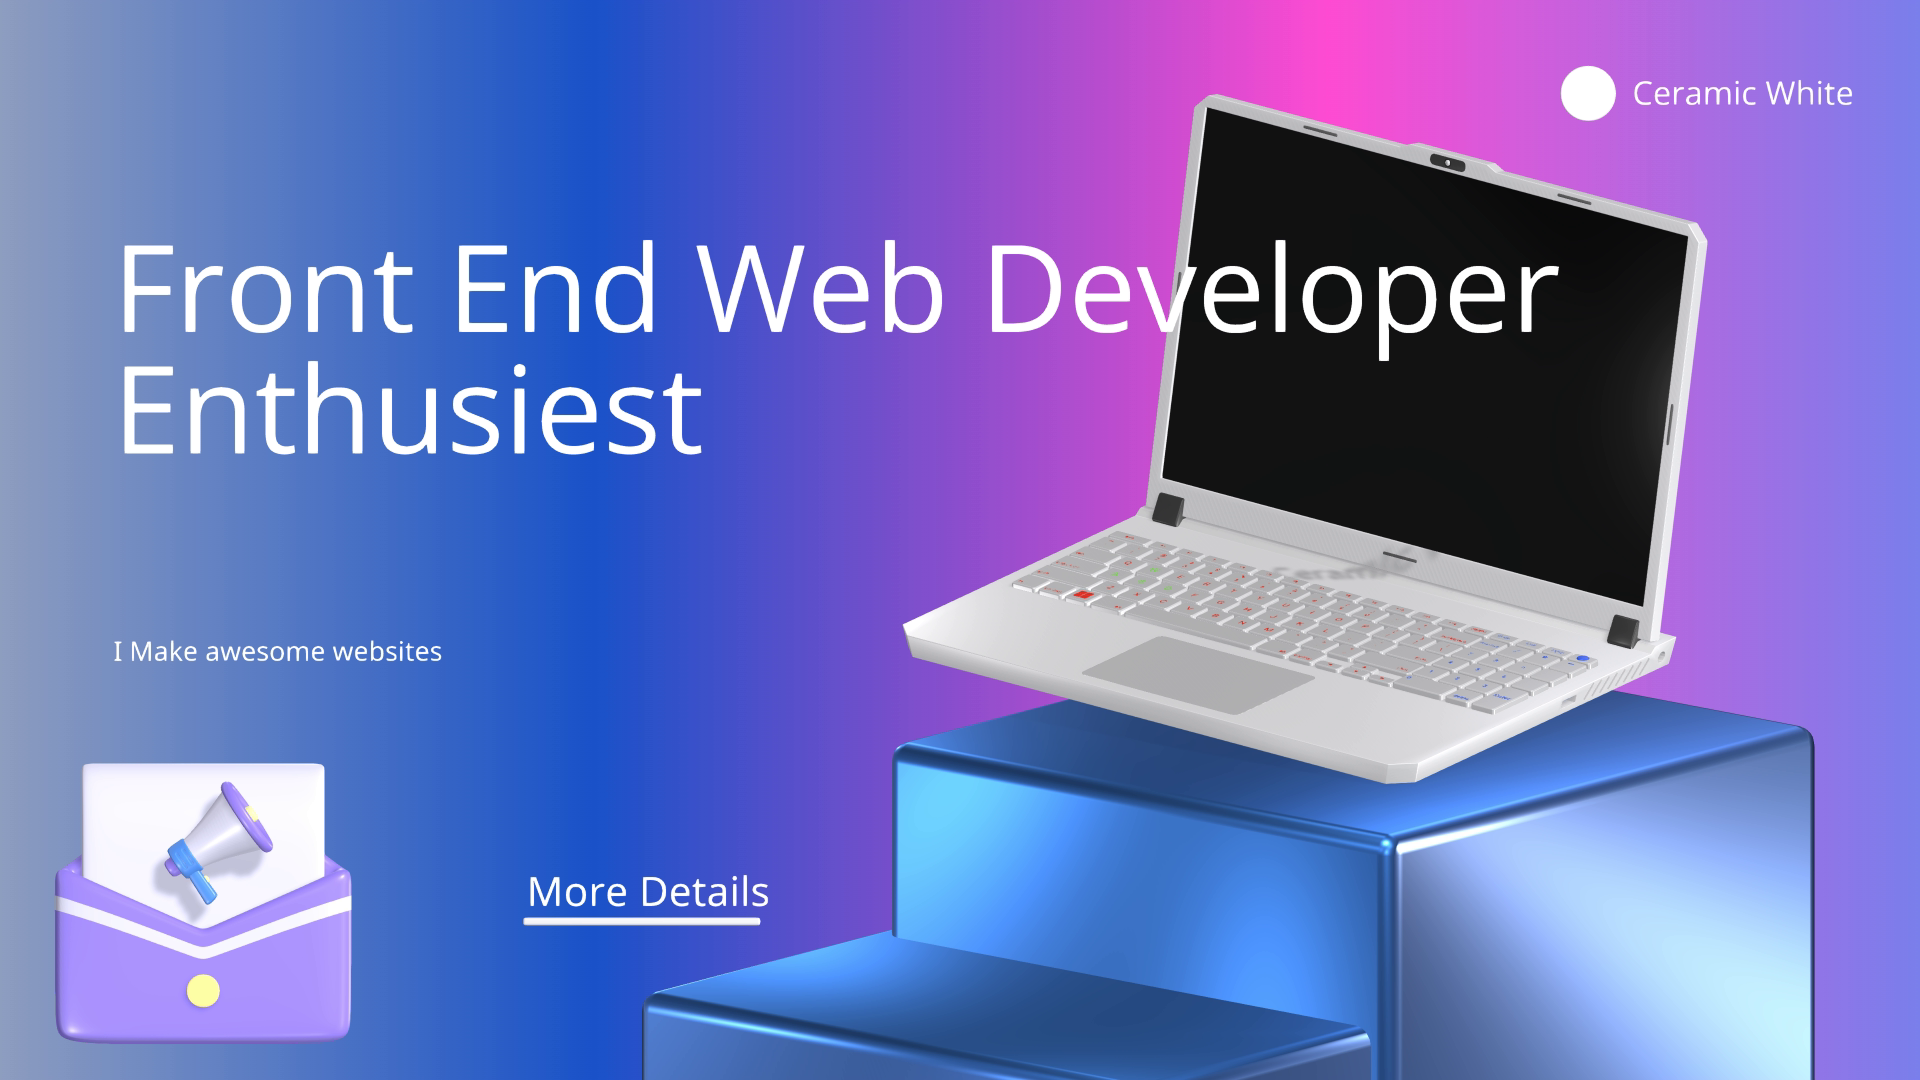 Ceramic White
Front End Web Developer
Enthusiest
I Make awesome websites
More Details